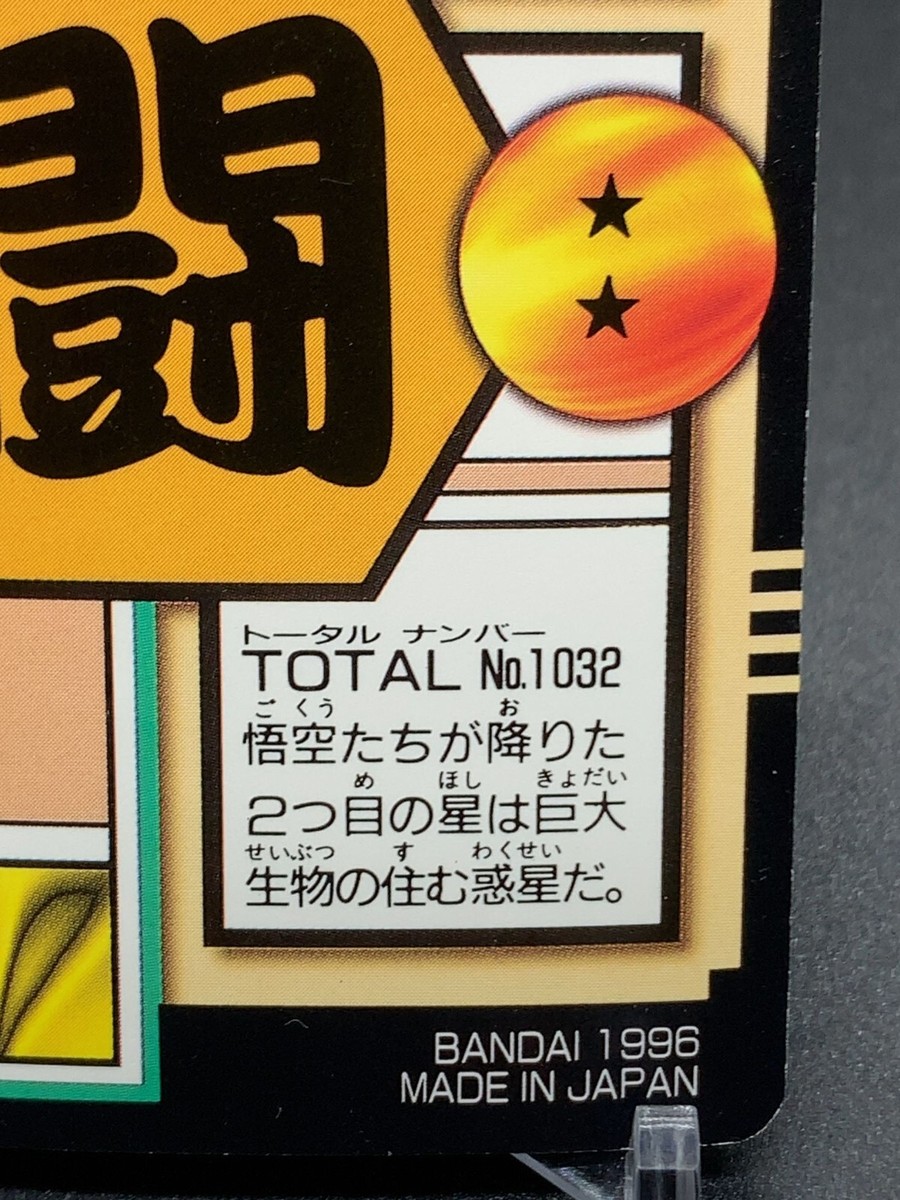 闘
トータル ナンバー
TOTAL No.1032
ごくう お
悟空たちが降りた
め ほし きょだい
2つ目の星は巨大
せいぶつ す わくせい
生物の住む惑星だ。
BANDAI 1996
MADE IN JAPAN